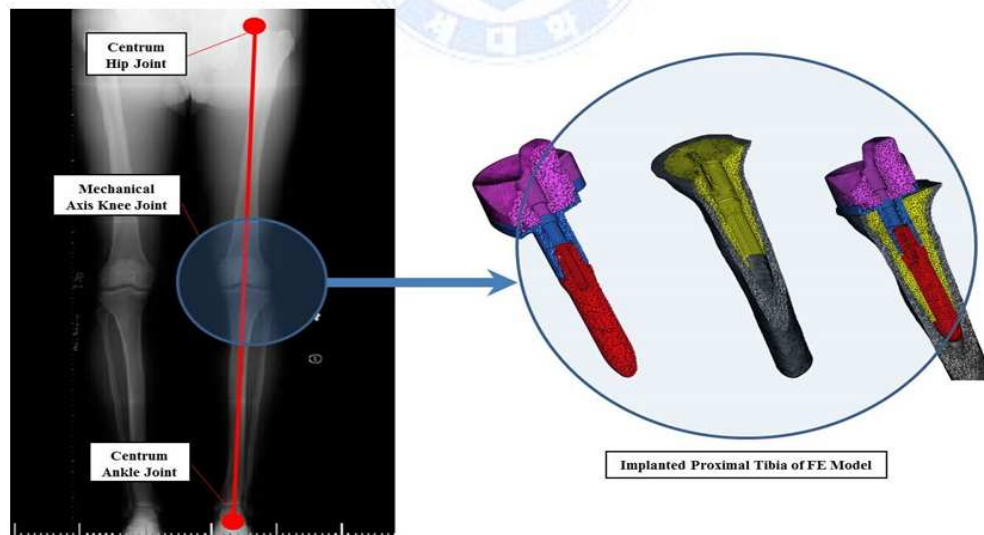 Centrum
Hip Joint
Mechanical
Axis Knee Joint
Centrum
Ankle Joint
Implanted Proximal Tibia of FE Model